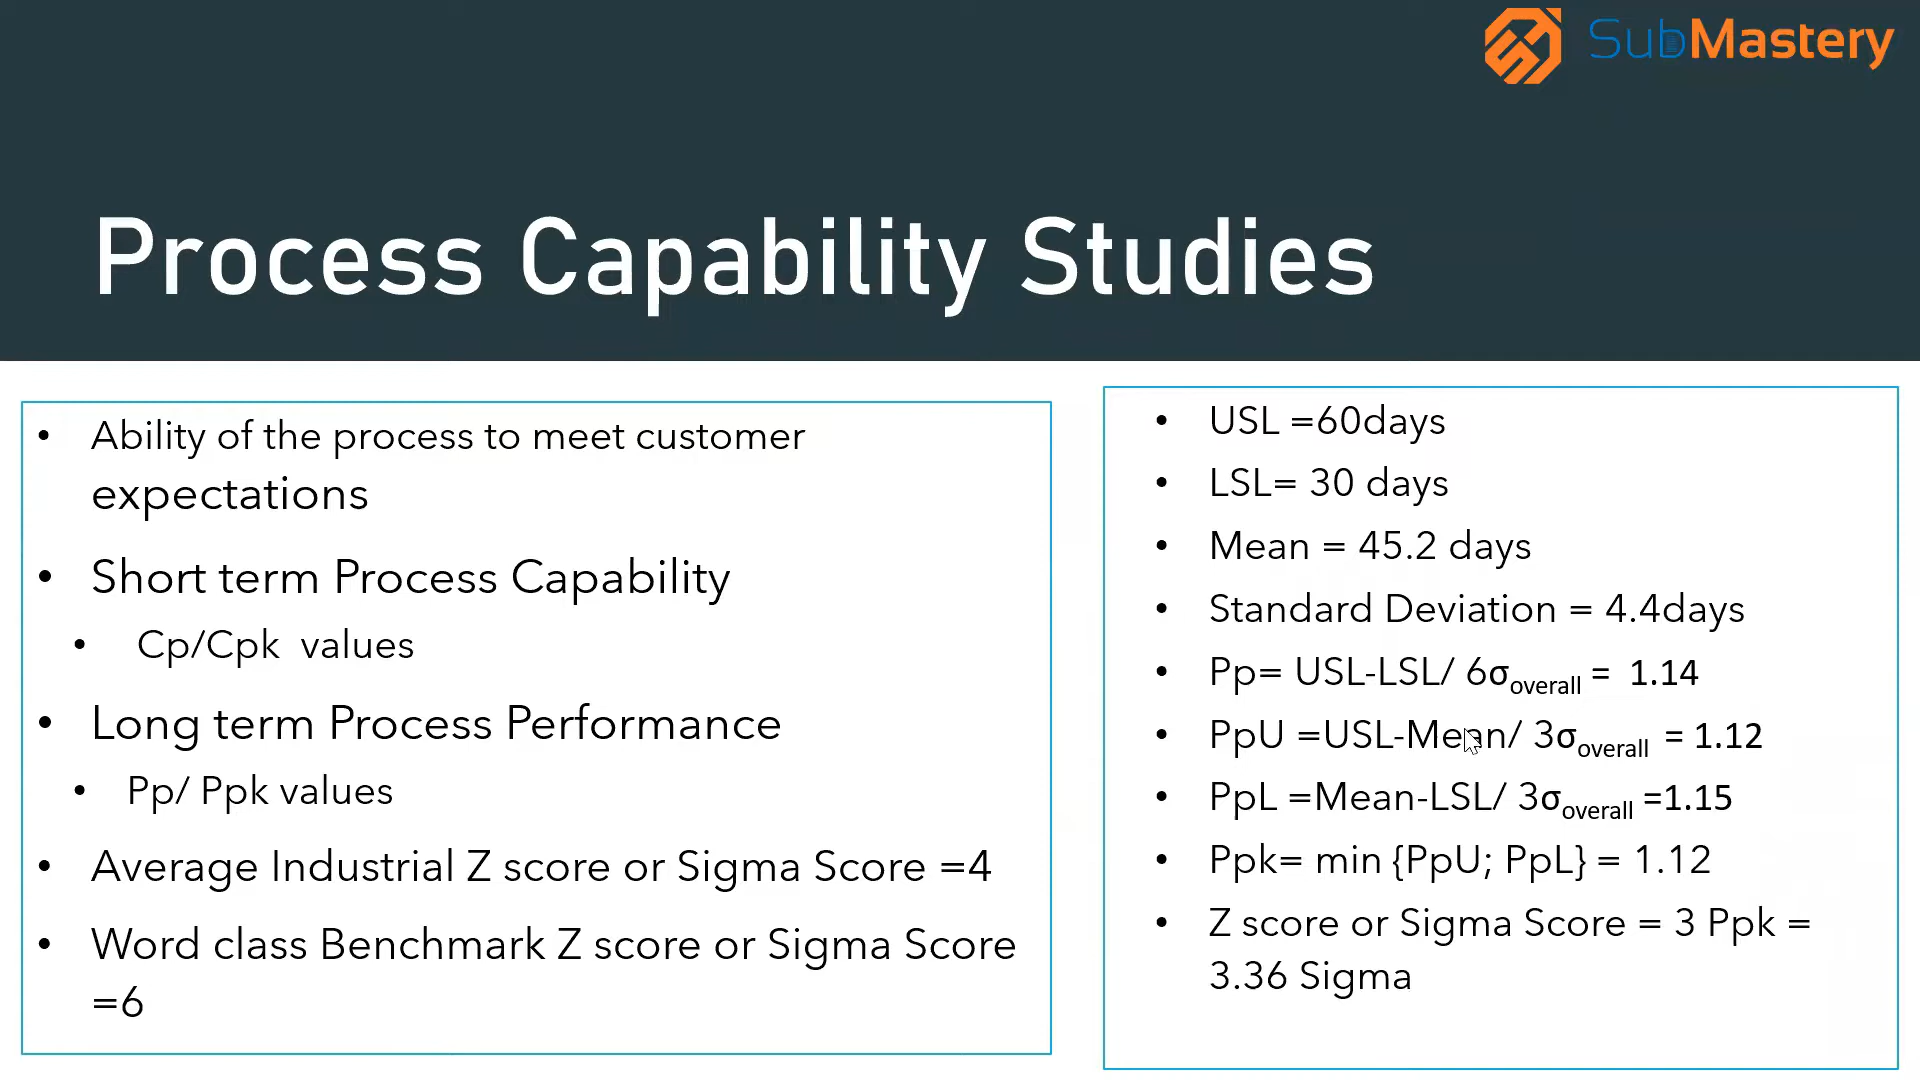 SubMastery
Process Capability Studies
• Ability of the process to meet customer
expectations
• Short term Process Capability
• Cp/Cpk values
• Long term Process Performance
• Pp/ Ppk values
• Average Industrial Z score or Sigma Score =4
• Word class Benchmark Z score or Sigma Score
=6
• USL =60days
• LSL= 30 days
• Mean = 45.2 days
• Standard Deviation = 4.4days
• Pp= USL-LSL/ 6σoverall = 1.14
• PpU =USL-Mean/ 3σoverall = 1.12
• PpL =Mean-LSL/ 3σoverall =1.15
• Ppk= min {PpU; PpL} = 1.12
• Z score or Sigma Score = 3 Ppk =
3.36 Sigma